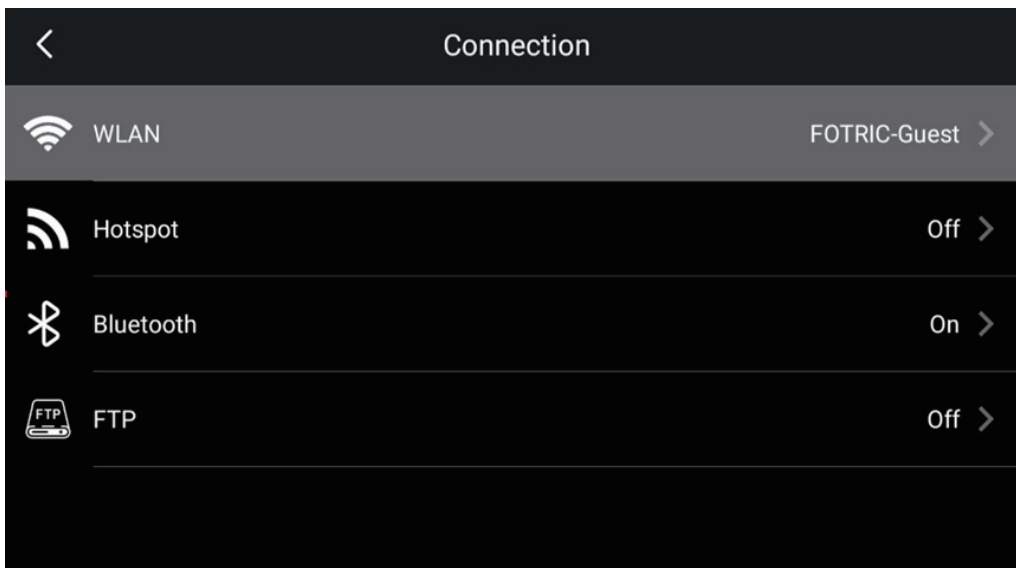 Connection
WLAN FOTRIC-Guest
Hotspot Off
Bluetooth On
FTP FTP Off